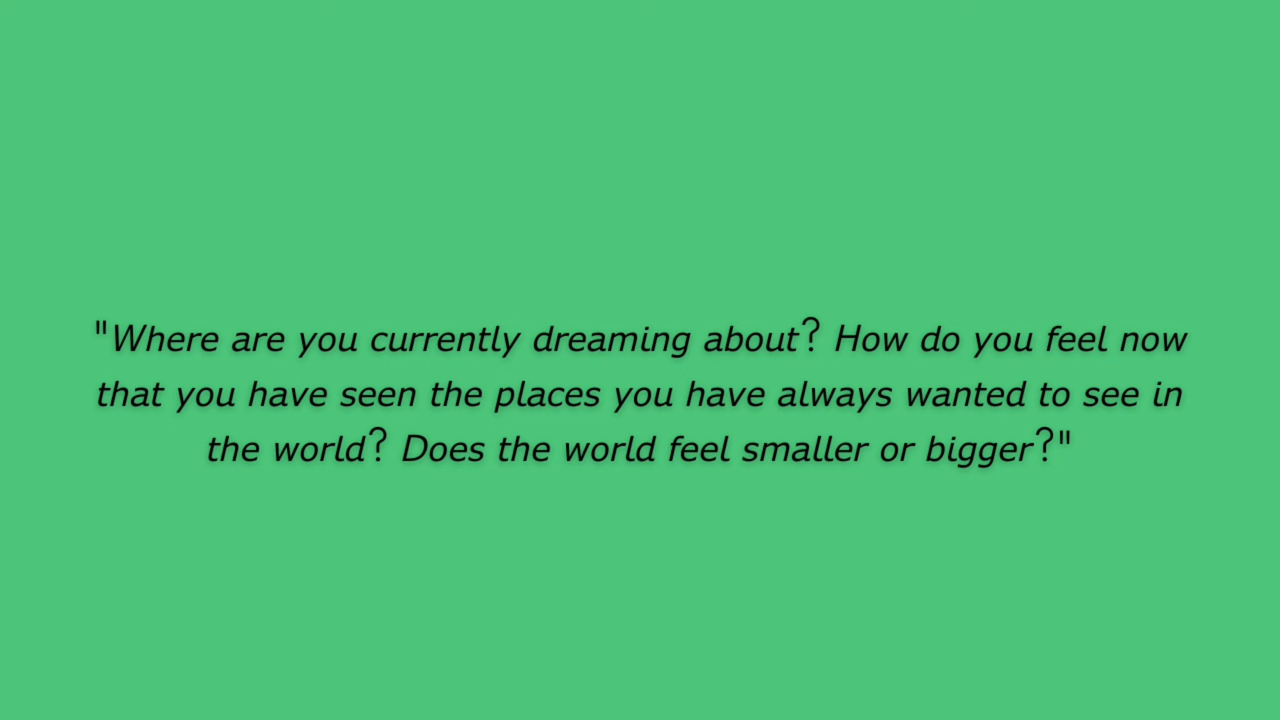 "Where are you currently dreaming about? How do you feel now
that you have seen the places you have always wanted to see in
the world? Does the world feel smaller or bigger?"